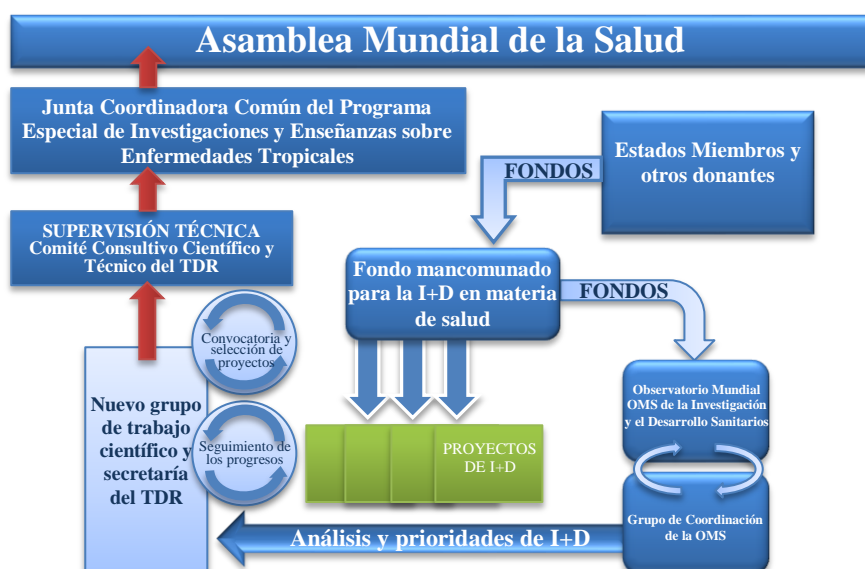 Asamblea Mundial de la Salud
Junta Coordinadora Común del Programa
Especial de Investigaciones y Enseñanzas sobre
Enfermedades Tropicales
FONDOS
Estados Miembros y
otros donantes
SUPERVISIÓN TÉCNICA
Comité Consultivo Científico y
Técnico del TDR
Fondo mancomunado
para la I+D en materia
de salud
FONDOS
Convocatoria y
selección de
proyectos
Nuevo grupo
de trabajo
científico y
secretaría
del TDR
Seguimiento de
los progresos
PROYECTOS
DE I+D
Observatorio Mundial
OMS de la Investigación
y el Desarrollo Sanitarios
Grupo de Coordinación
de la OMS
Análisis y prioridades de I+D